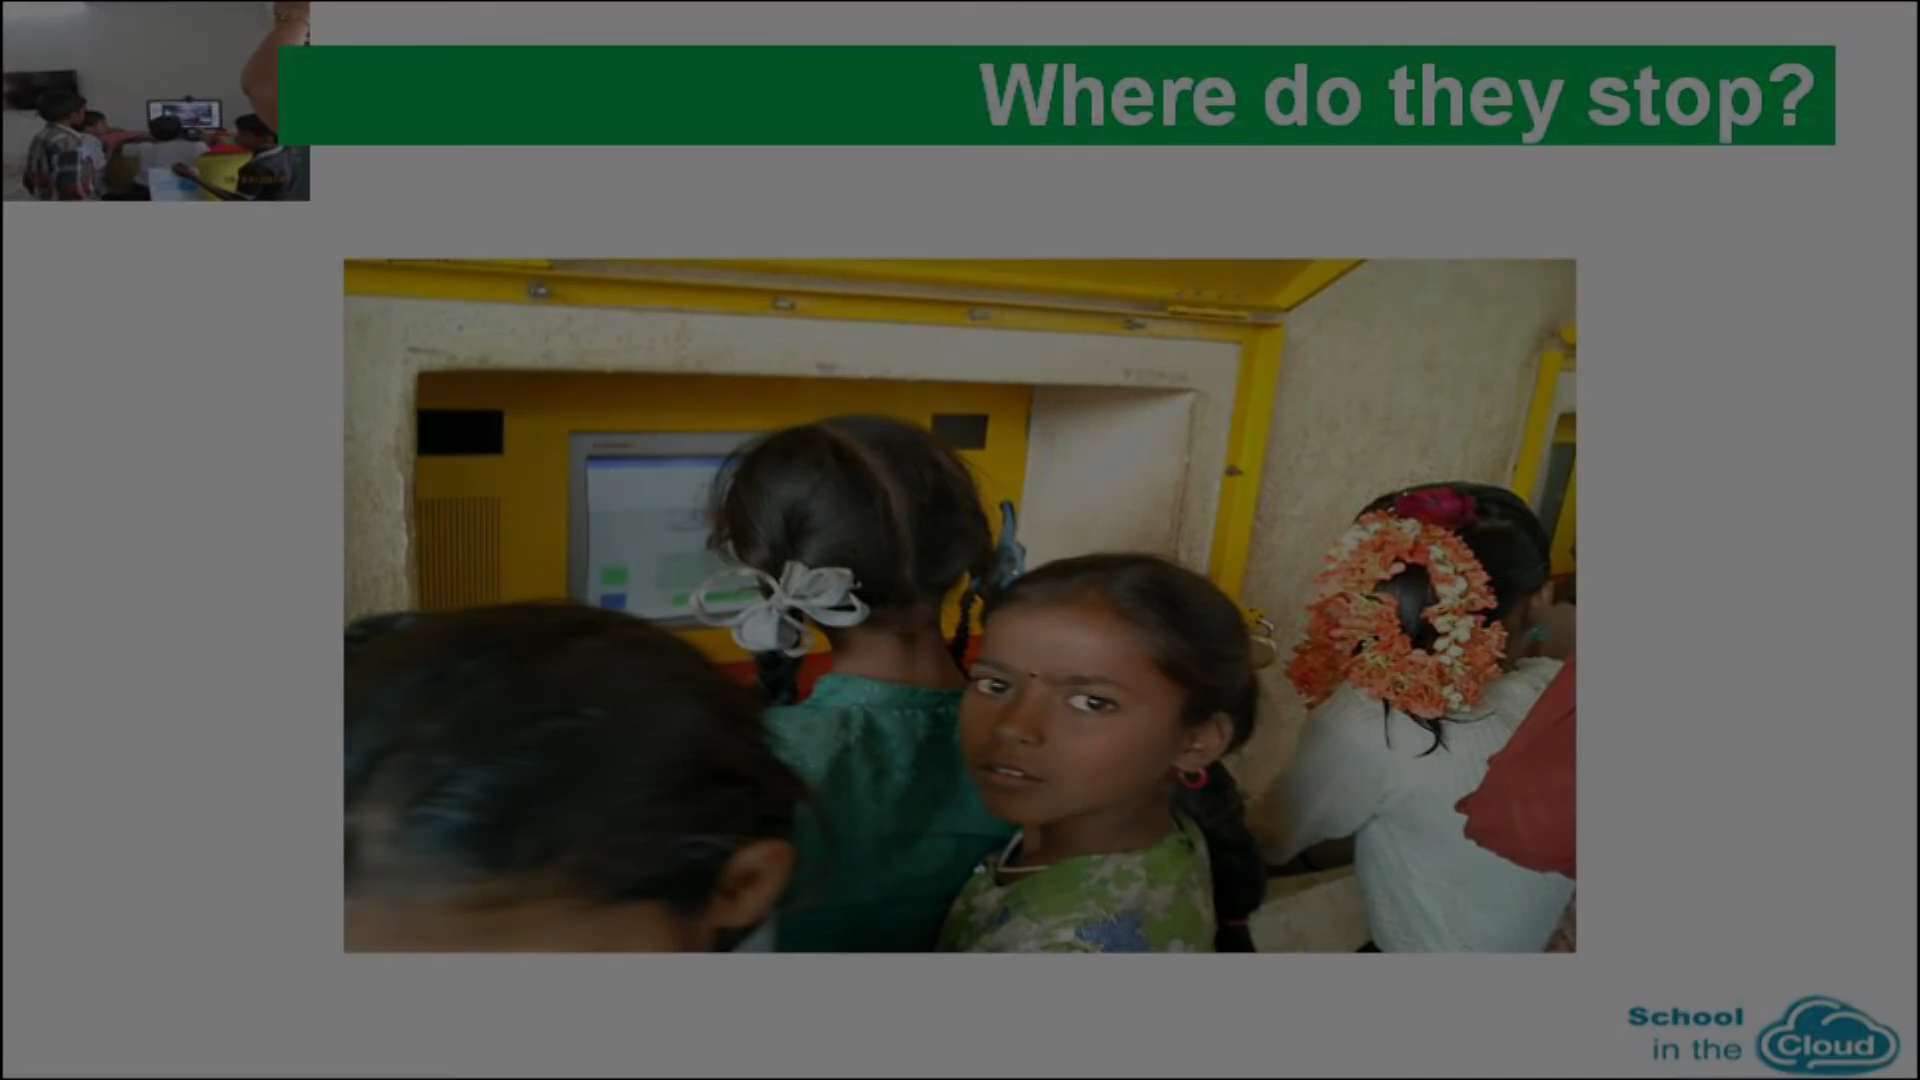 Where do they stop?
School
in the
Cloud